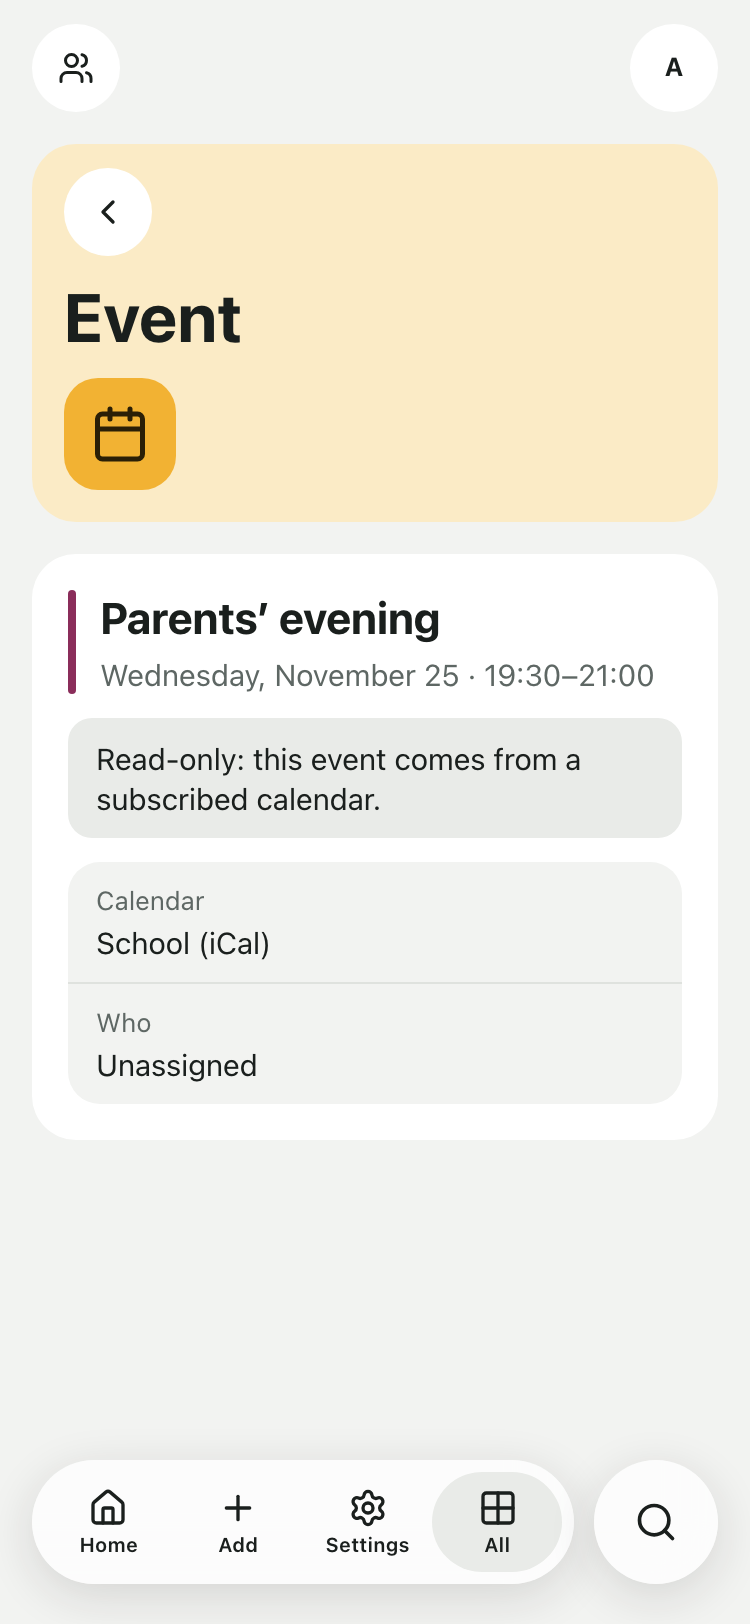 A
Event
Parents’ evening
Wednesday, November 25 · 19:30–21:00
Read-only: this event comes from a
subscribed calendar.
Calendar
School (iCal)
Who
Unassigned
Home
Add
Settings
All